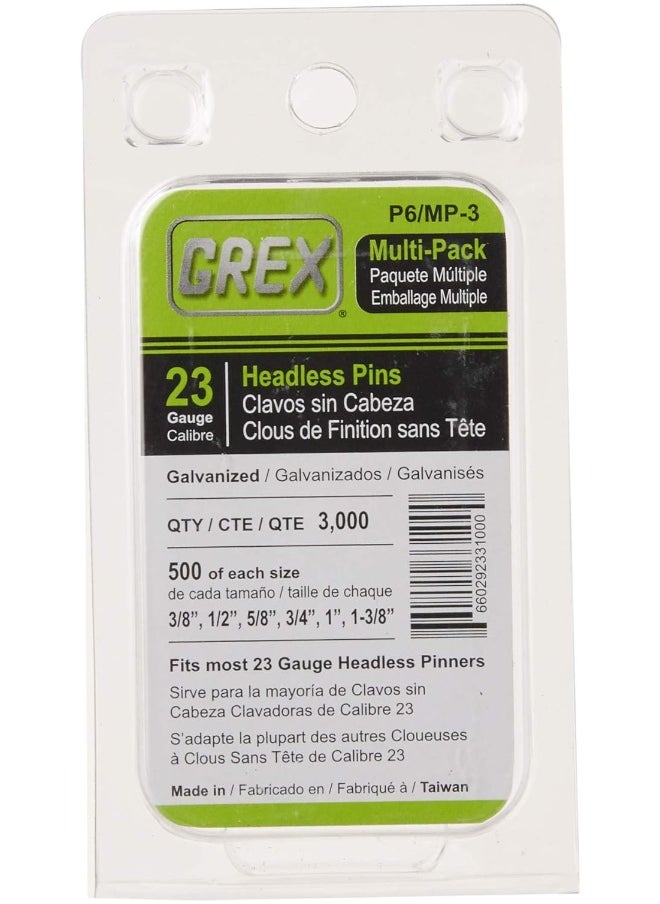 P6/MP-3
GREX
®
Multi-Pack
Paquete Múltiple
Emballage Multiple
23
Gauge
Calibre
Headless Pins
Clavos sin Cabeza
Clous de Finition sans Tête
Galvanized / Galvanizados / Galvanisés
QTY / CTE / QTE 3,000
500 of each size
de cada tamaño / taille de chaque
3/8”, 1/2”, 5/8”, 3/4”, 1”, 1-3/8”
660292331000
Fits most 23 Gauge Headless Pinners
Sirve para la mayoría de Clavos sin
Cabeza Clavadoras de Calibre 23
S’adapte la plupart des autres Cloueuses
à Clous Sans Tête de Calibre 23
Made in / Fabricado en / Fabriqué à / Taiwan